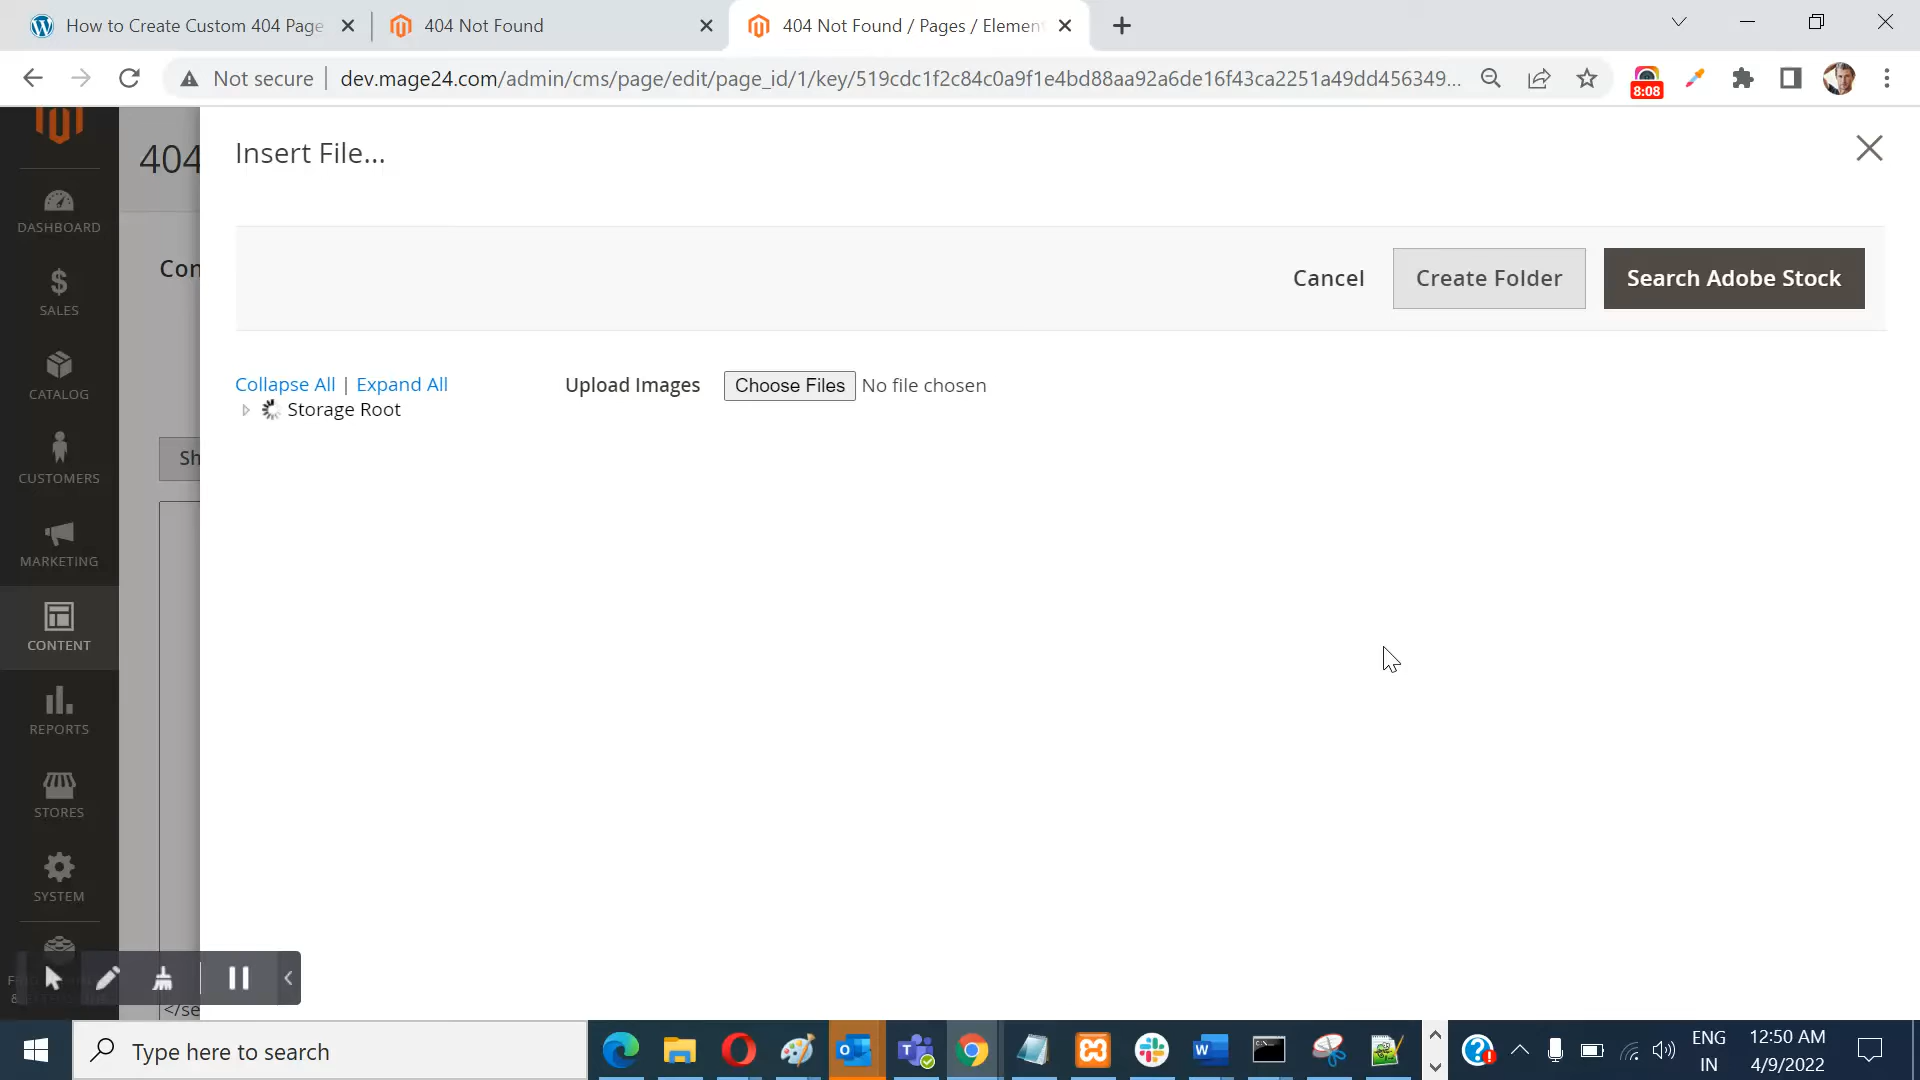 How to Create Custom 404 Page
404 Not Found
404 Not Found / Pages / Elemen
Not secure
dev.mage24.com/admin/cms/page/edit/page_id/1/key/519cdc1f2c84c0a9f1e4bd88aa92a6de16f43ca2251a49dd456349...
8:08
404
Insert File...
DASHBOARD
Con
Cancel
Create Folder
Search Adobe Stock
SALES
CATALOG
Collapse All | Expand All
Upload Images
Choose Files No file chosen
Storage Root
CUSTOMERS
Sh
MARKETING
CONTENT
REPORTS
STORES
SYSTEM
</se
Type here to search
ENG
IN
12:50 AM
4/9/2022